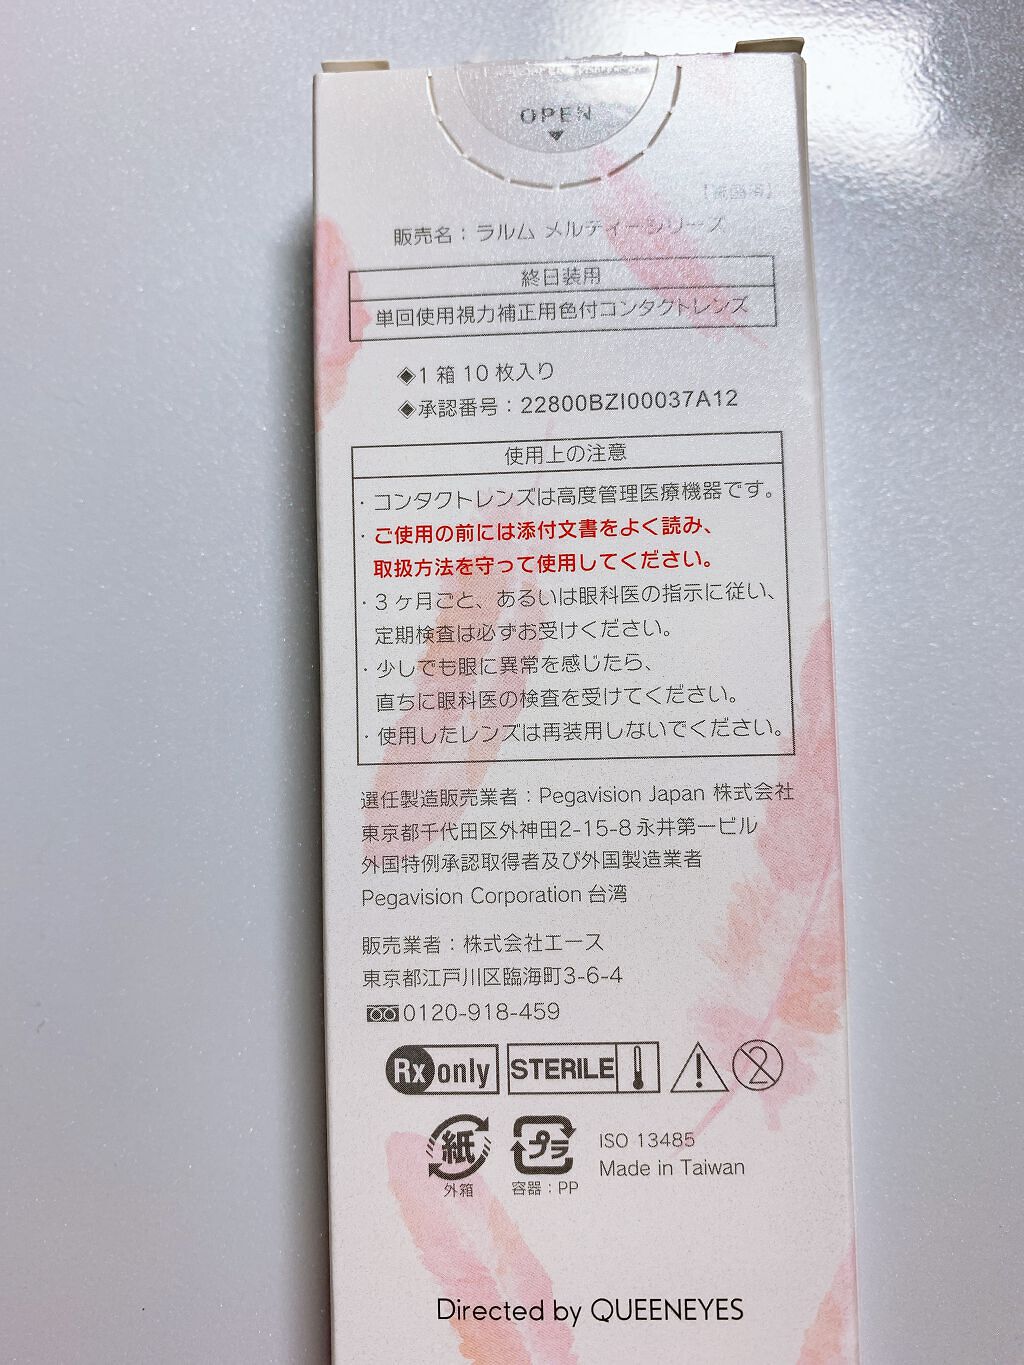 OPEN
【滅菌済】
販売名：ラルム メルティーシリーズ
終日装用
単回使用視力補正用色付コンタクトレンズ
◈1 箱 10 枚入り
◈承認番号：22800BZI00037A12
使用上の注意
・コンタクトレンズは高度管理医療機器です。
・ご使用の前には添付文書をよく読み、
取扱方法を守って使用してください。
・3 ヶ月ごと、あるいは眼科医の指示に従い、
定期検査は必ずお受けください。
・少しでも眼に異常を感じたら、
直ちに眼科医の検査を受けてください。
・使用したレンズは再装用しないでください。
選任製造販売業者：Pegavision Japan 株式会社
東京都千代田区外神田2-15-8 永井第一ビル
外国特例承認取得者及び外国製造業者
Pegavision Corporation 台湾
販売業者：株式会社エース
東京都江戸川区臨海町3-6-4
0120-918-459
Rx only STERILE ! 2
紙 プラ ISO 13485
外箱 容器：PP Made in Taiwan
Directed by QUEENEYES